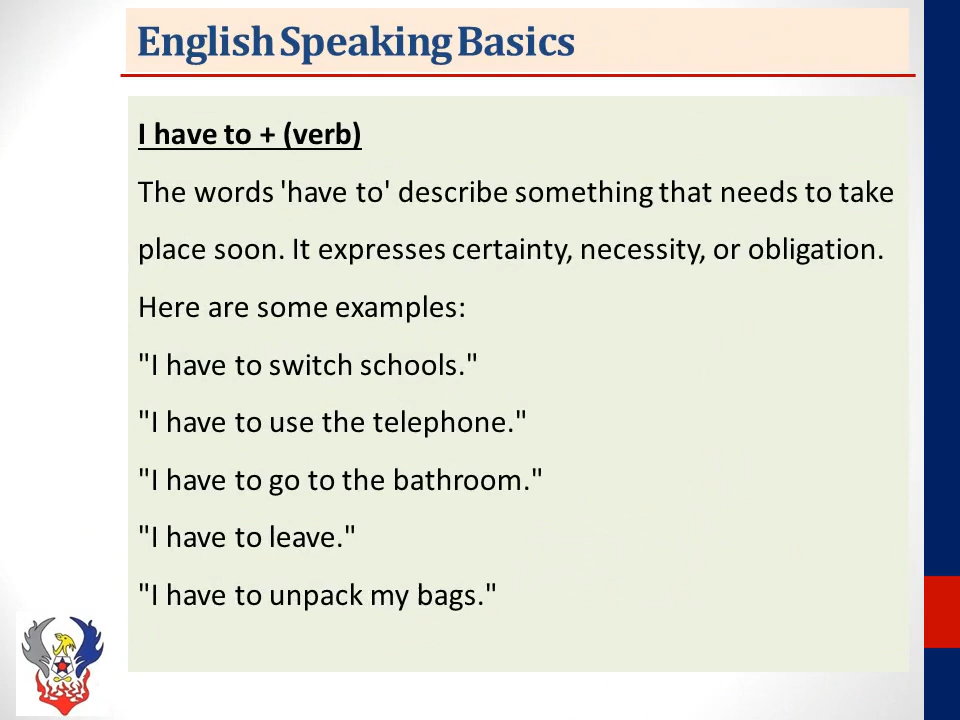 English Speaking Basics
I have to + (verb)
The words 'have to' describe something that needs to take
place soon. It expresses certainty, necessity, or obligation.
Here are some examples:
"I have to switch schools."
"I have to use the telephone."
"I have to go to the bathroom."
"I have to leave."
"I have to unpack my bags."